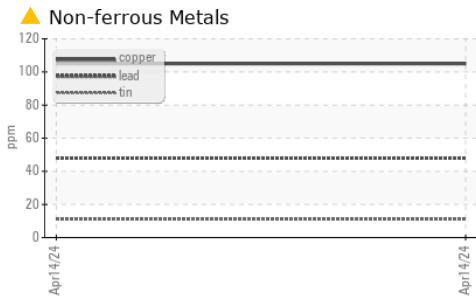 Non-ferrous Metals
120
100
80
60
40
20
0
ppm
copper
lead
tin
Apr14/24
Apr14/24